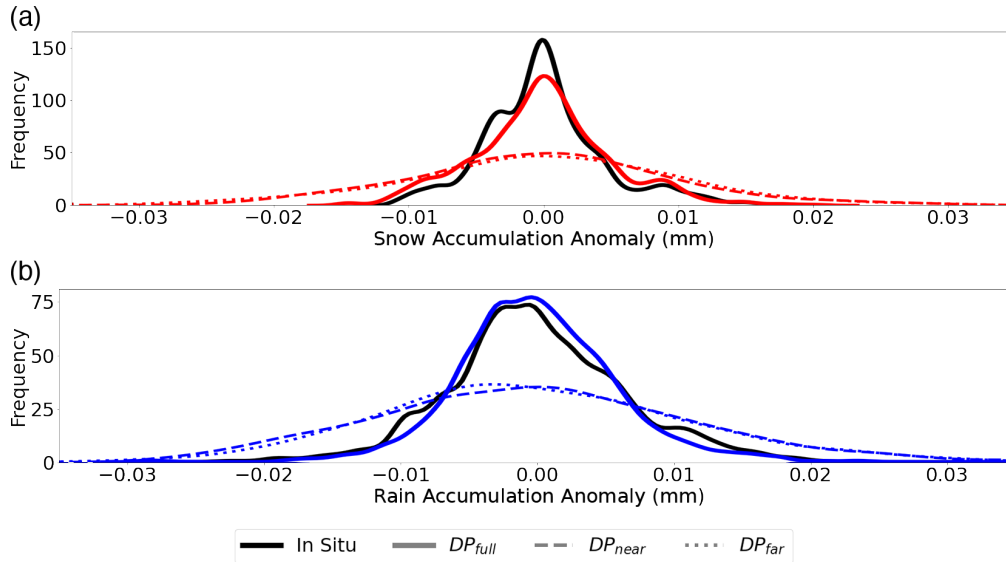 (a)
150
100
50
0
Frequency
−0.03 −0.02 −0.01 0.00 0.01 0.02 0.03
Snow Accumulation Anomaly (mm)
(b)
75
50
25
0
Frequency
−0.03 −0.02 −0.01 0.00 0.01 0.02 0.03
Rain Accumulation Anomaly (mm)
In Situ DPfull DPnear DPfar